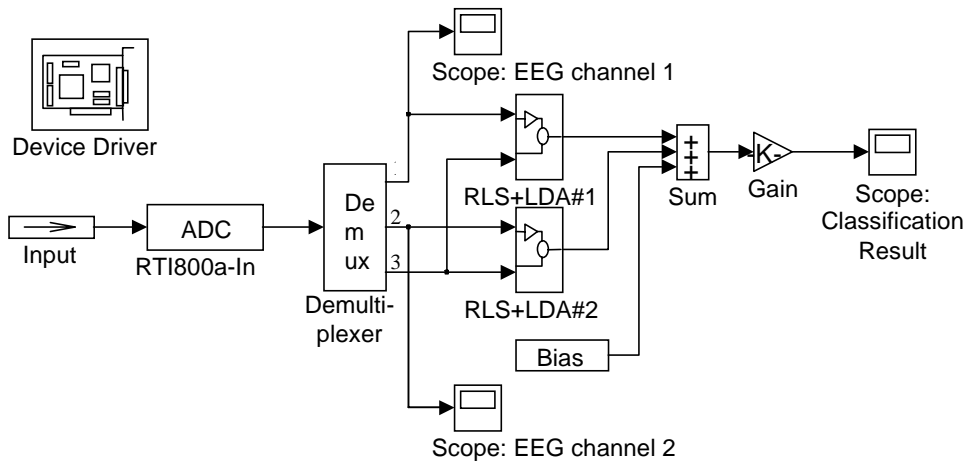 Scope: EEG channel 1
Device Driver
RLS+LDA#1
De
m
ux
2
3
ADC
Input
RTI800a-In
Demulti-
plexer
RLS+LDA#2
Bias
+
+
+
Sum
-K-
Gain
Scope:
Classification
Result
Scope: EEG channel 2